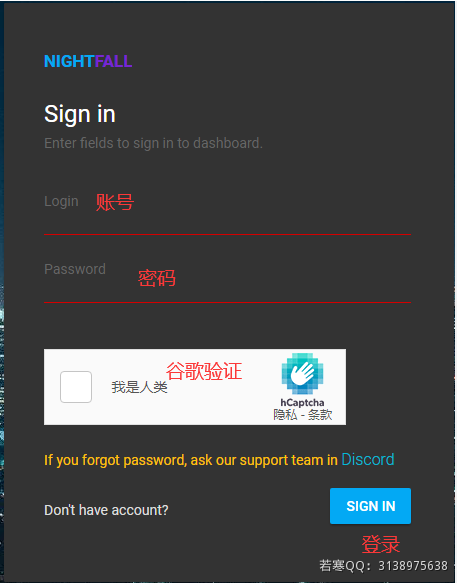 NIGHTFALL
Sign in
Enter fields to sign in to dashboard.
Login 账号
Password 密码
谷歌验证
我是人类
hCaptcha
隐私 - 条款
If you forgot password, ask our support team in Discord
Don't have account? SIGN IN
登录
若寒QQ：3138975638